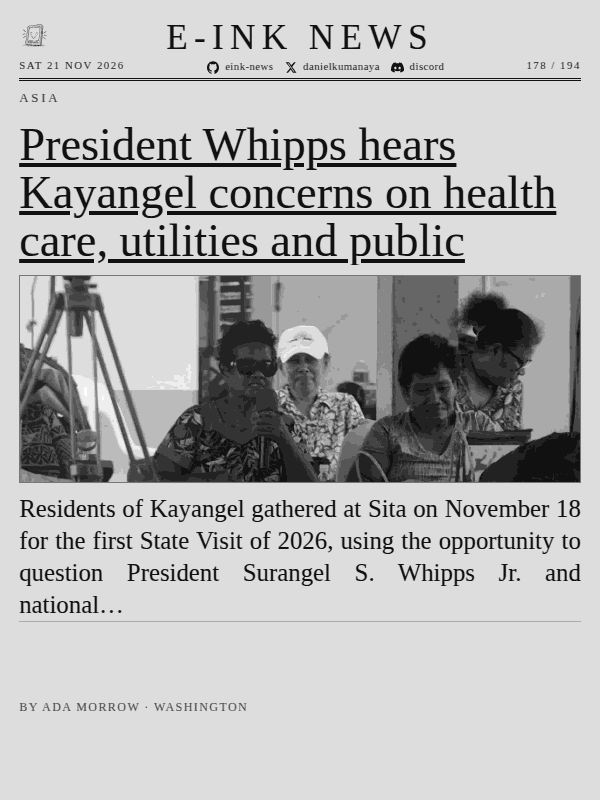 E-INK NEWS
SAT 21 NOV 2026
eink-news
danielkumanaya
discord
178 / 194
ASIA
President Whipps hears
Kayangel concerns on health
care, utilities and public
Residents of Kayangel gathered at Sita on November 18
for the first State Visit of 2026, using the opportunity to
question President Surangel S. Whipps Jr. and
national…
BY ADA MORROW · WASHINGTON